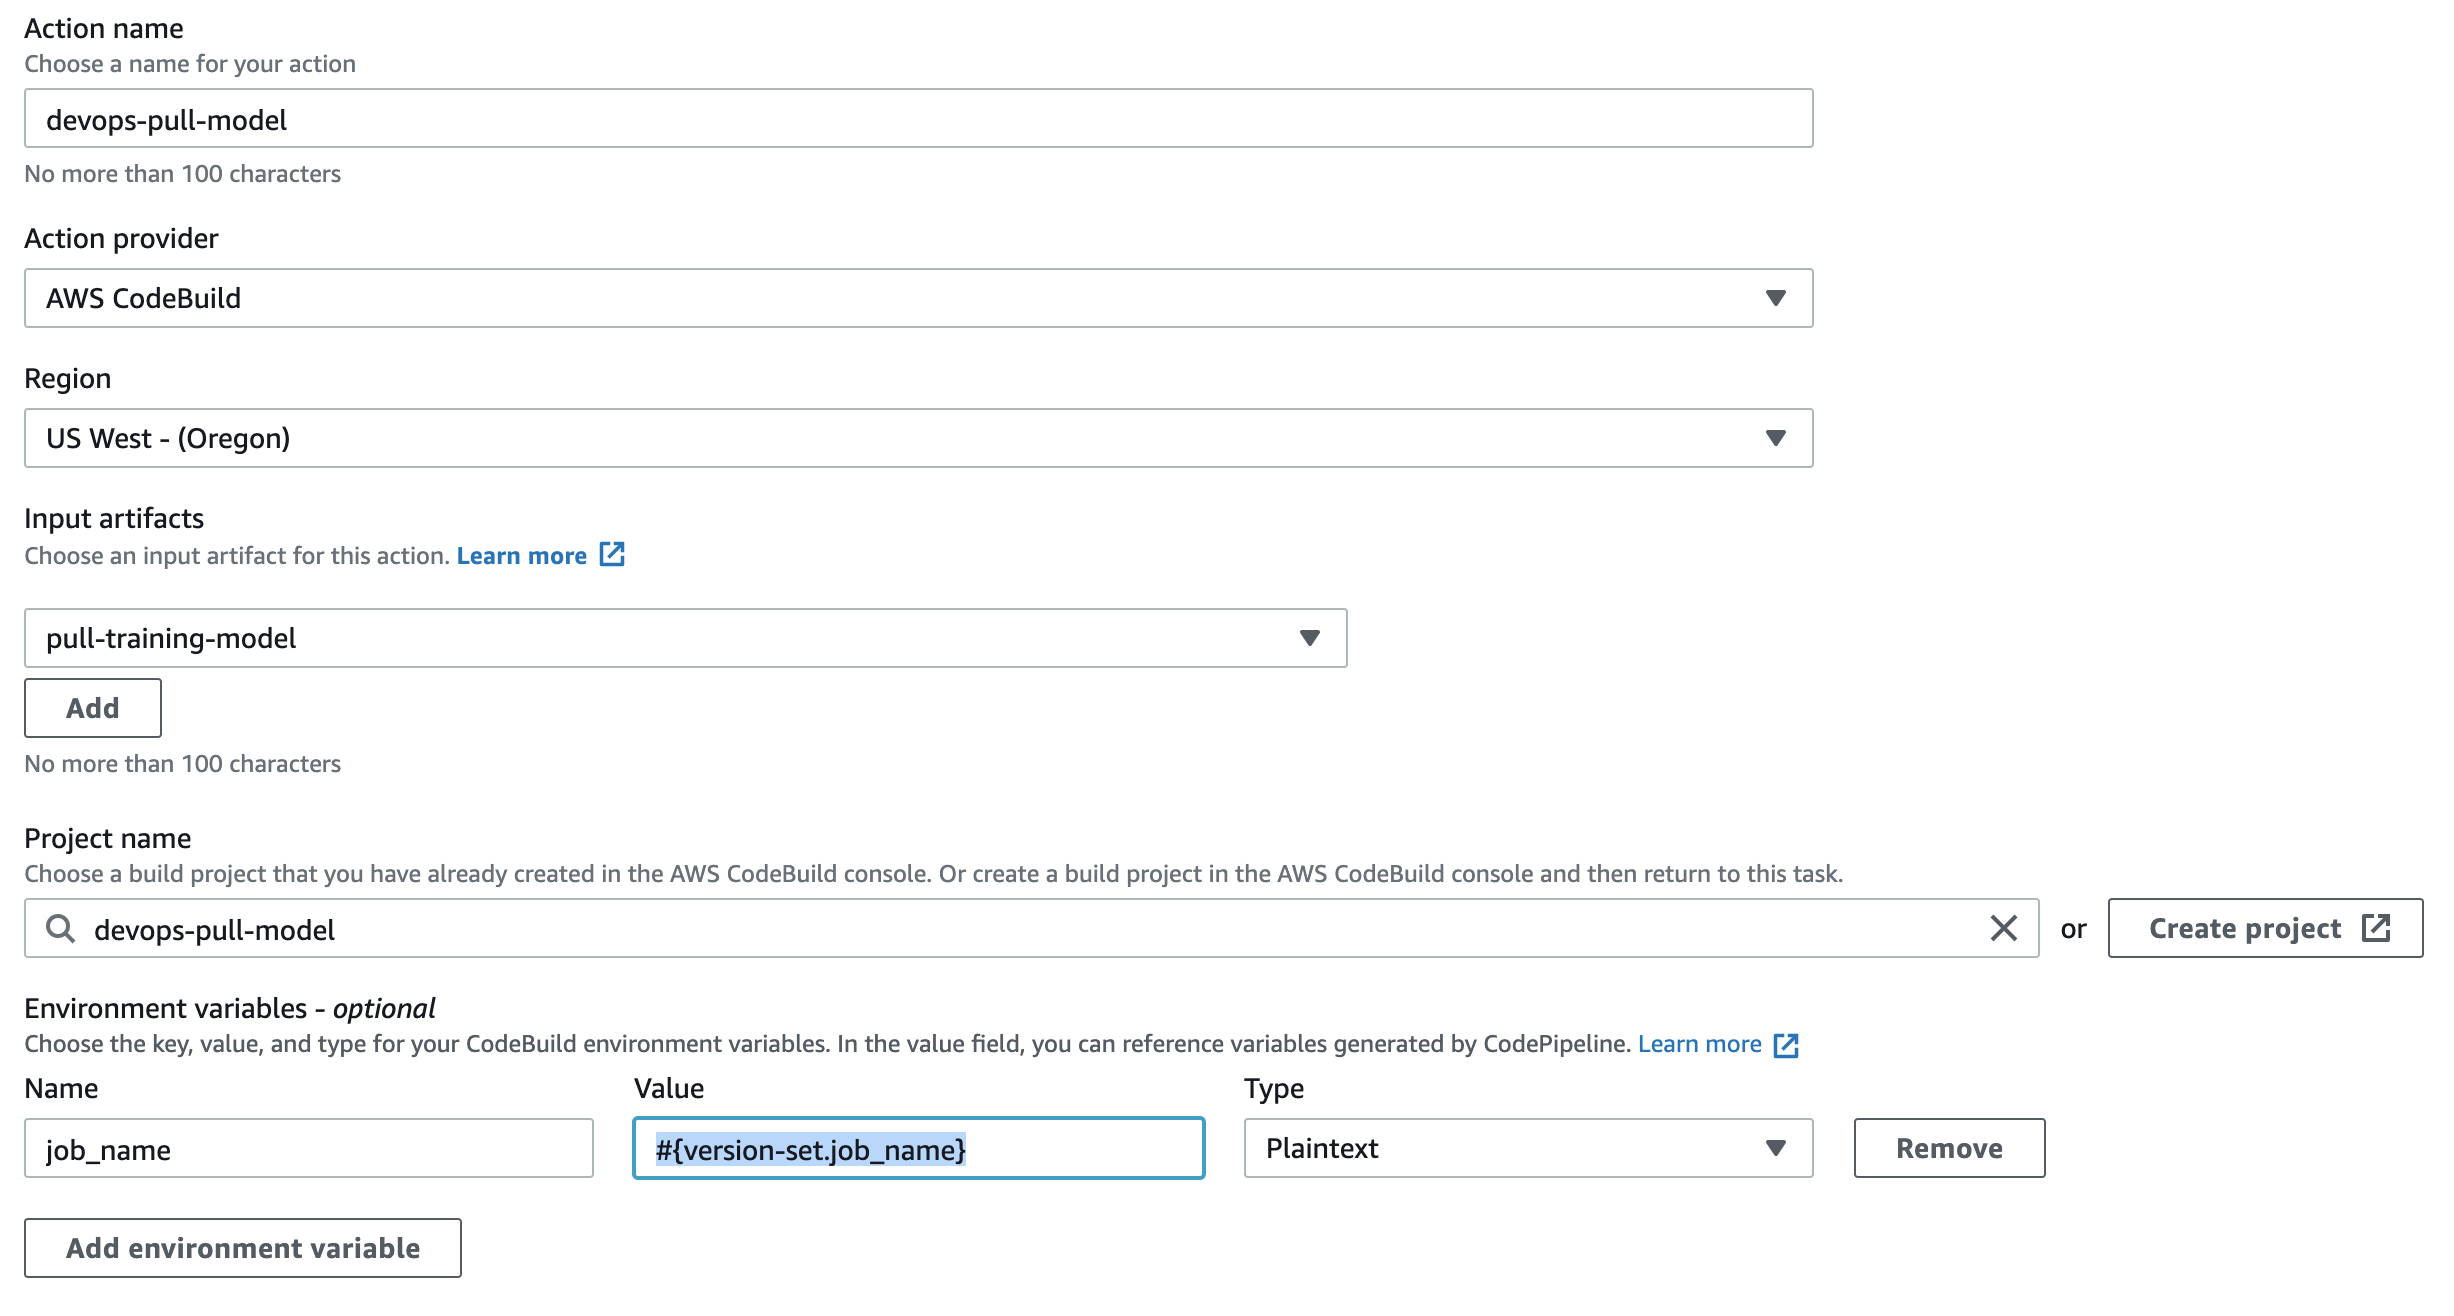 Action name
Choose a name for your action
devops-pull-model
No more than 100 characters
Action provider
AWS CodeBuild
Region
US West - (Oregon)
Input artifacts
Choose an input artifact for this action. Learn more
pull-training-model
Add
No more than 100 characters
Project name
Choose a build project that you have already created in the AWS CodeBuild console. Or create a build project in the AWS CodeBuild console and then return to this task.
devops-pull-model or Create project
Environment variables - optional
Choose the key, value, and type for your CodeBuild environment variables. In the value field, you can reference variables generated by CodePipeline. Learn more
Name Value Type
job_name #{version-set.job_name} Plaintext Remove
Add environment variable